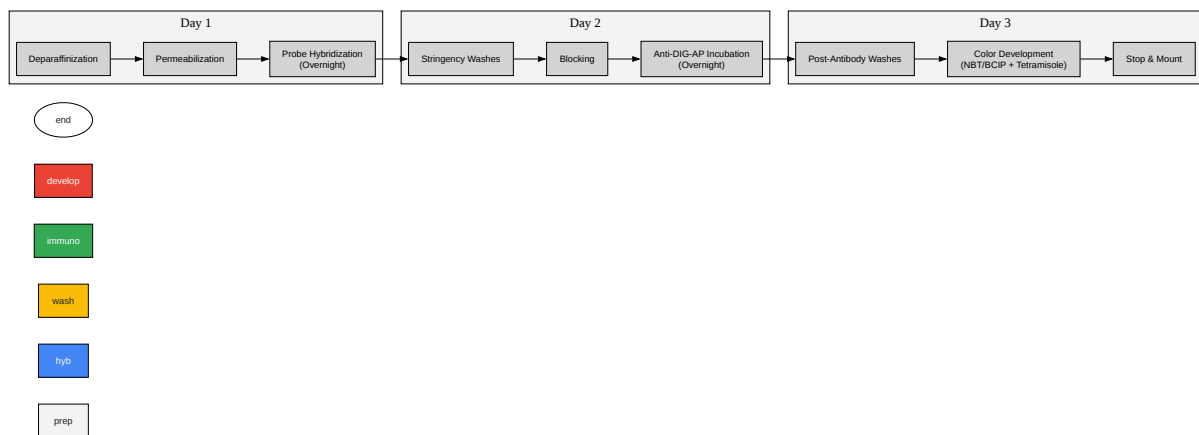 Day 1
Deparaffinization
Permeabilization
Probe Hybridization
(Overnight)
Day 2
Stringency Washes
Blocking
Anti-DIG-AP Incubation
(Overnight)
Day 3
Post-Antibody Washes
Color Development
(NBT/BCIP + Tetramisole)
Stop & Mount
end
develop
immuno
wash
hyb
prep